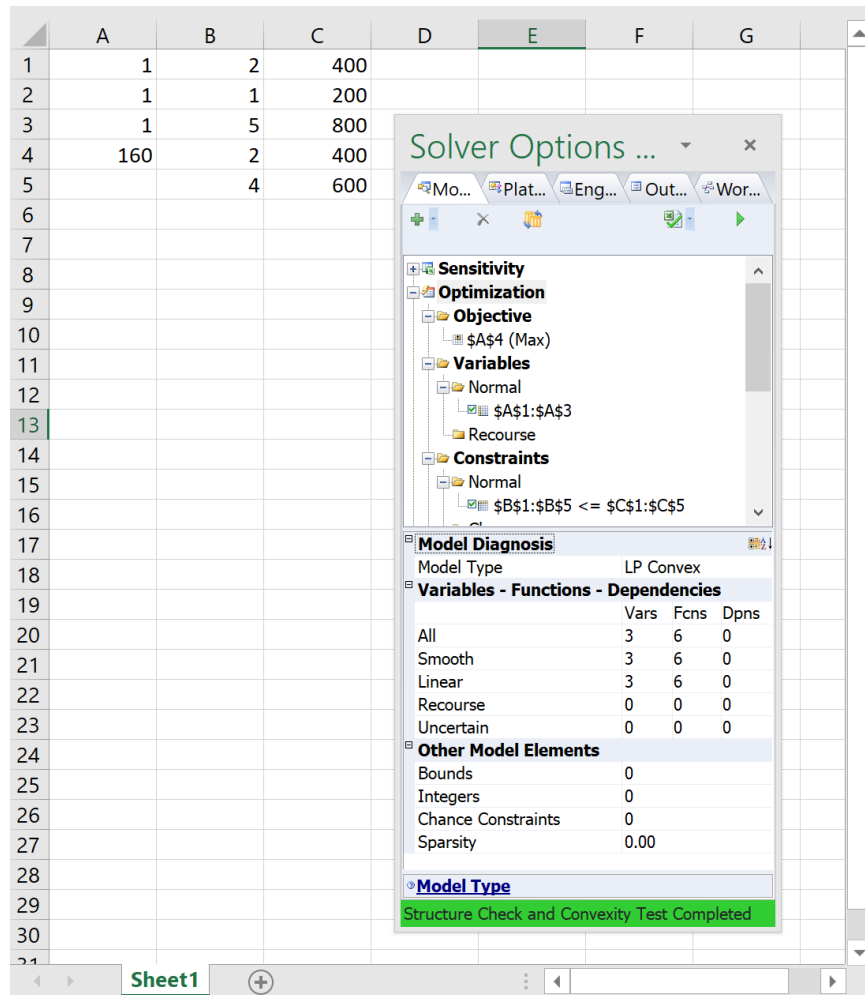 A B C D E F G
1 1 2 400
2 1 1 200
3 1 5 800
4 160 2 400
5 4 600
6
7
8
9
10
11
12
13
14
15
16
17
18
19
20
21
22
23
24
25
26
27
28
29
30
31
Solver Options ...
Mo... Plat... Eng... Out... Wor...
Sensitivity
Optimization
Objective
$A$4 (Max)
Variables
Normal
$A$1:$A$3
Recourse
Constraints
Normal
$B$1:$B$5 <= $C$1:$C$5
Model Diagnosis
Model Type LP Convex
Variables - Functions - Dependencies
Vars Fcns Dpns
All 3 6 0
Smooth 3 6 0
Linear 3 6 0
Recourse 0 0 0
Uncertain 0 0 0
Other Model Elements
Bounds 0
Integers 0
Chance Constraints 0
Sparsity 0.00
Model Type
Structure Check and Convexity Test Completed
Sheet1